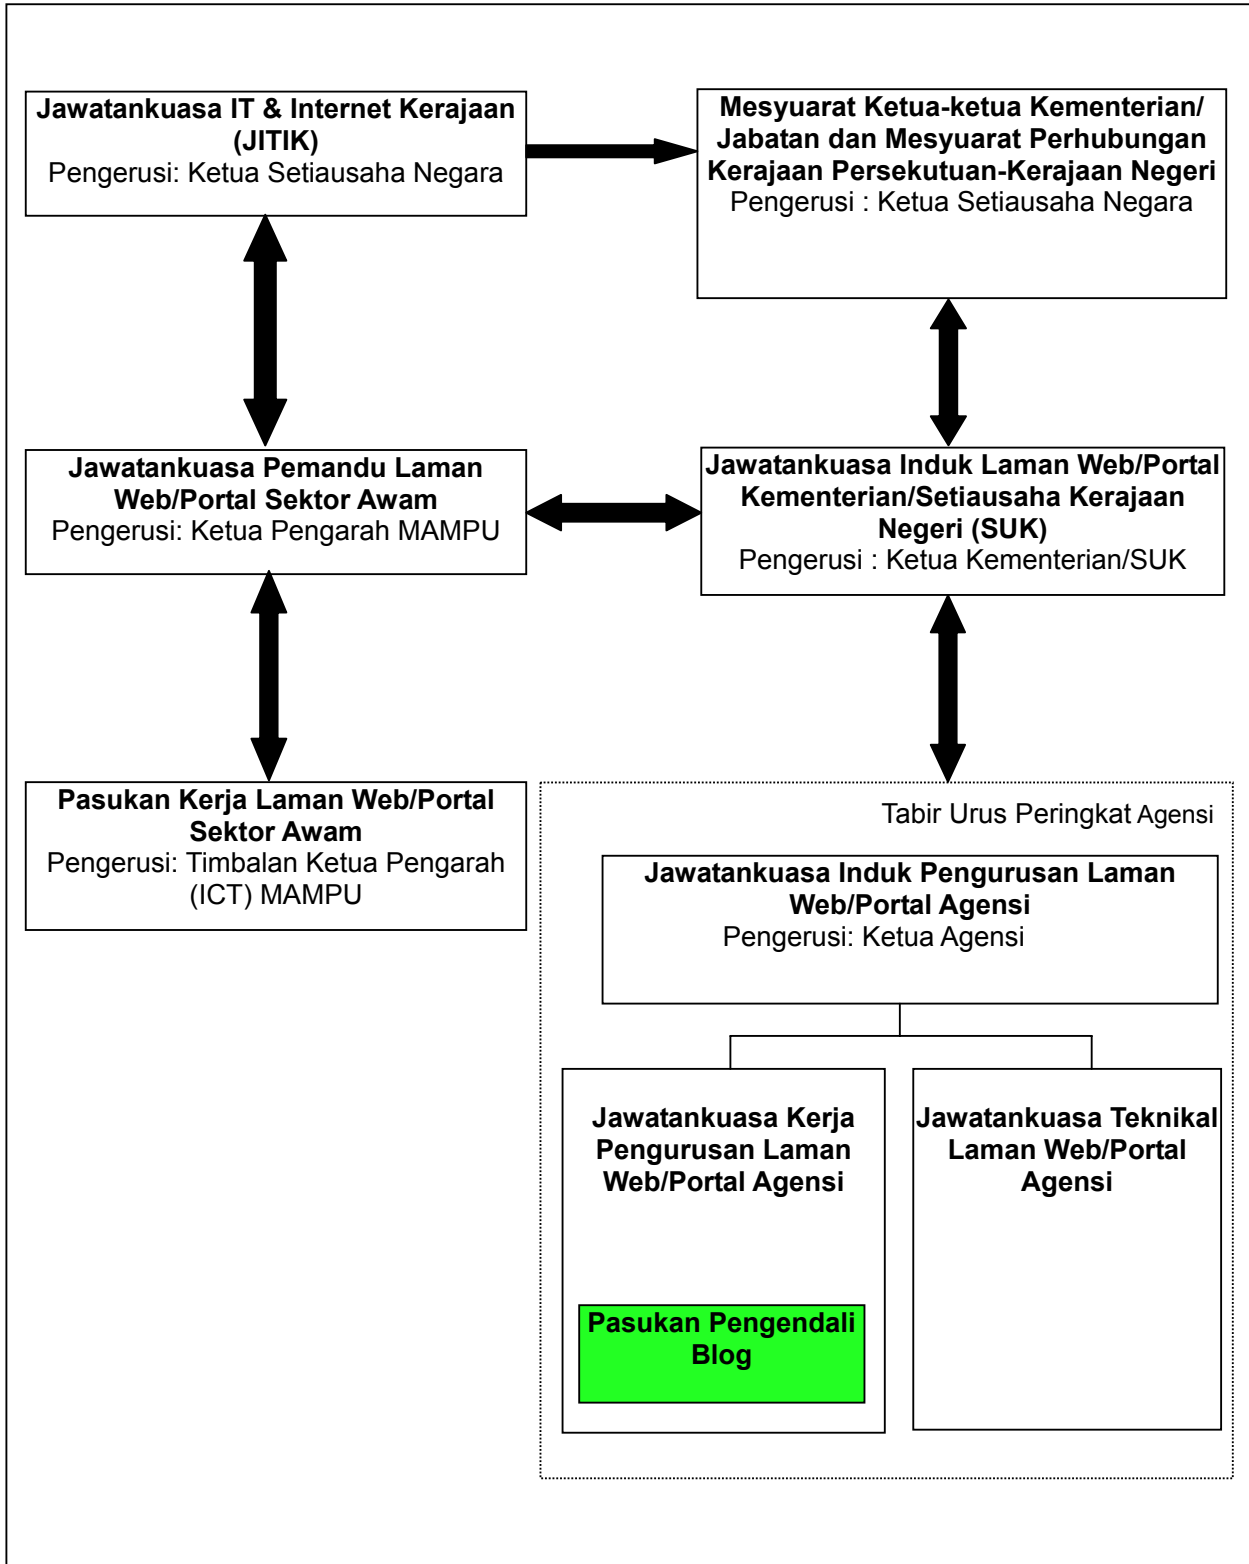 Jawatankuasa IT & Internet Kerajaan
(JITIK)
Pengerusi: Ketua Setiausaha Negara
Mesyuarat Ketua-ketua Kementerian/
Jabatan dan Mesyuarat Perhubungan
Kerajaan Persekutuan-Kerajaan Negeri
Pengerusi : Ketua Setiausaha Negara
Jawatankuasa Pemandu Laman
Web/Portal Sektor Awam
Pengerusi: Ketua Pengarah MAMPU
Jawatankuasa Induk Laman Web/Portal
Kementerian/Setiausaha Kerajaan
Negeri (SUK)
Pengerusi : Ketua Kementerian/SUK
Pasukan Kerja Laman Web/Portal
Sektor Awam
Pengerusi: Timbalan Ketua Pengarah
(ICT) MAMPU
Tabir Urus Peringkat Agensi
Jawatankuasa Induk Pengurusan Laman
Web/Portal Agensi
Pengerusi: Ketua Agensi
Jawatankuasa Kerja
Pengurusan Laman
Web/Portal Agensi
Pasukan Pengendali
Blog
Jawatankuasa Teknikal
Laman Web/Portal
Agensi